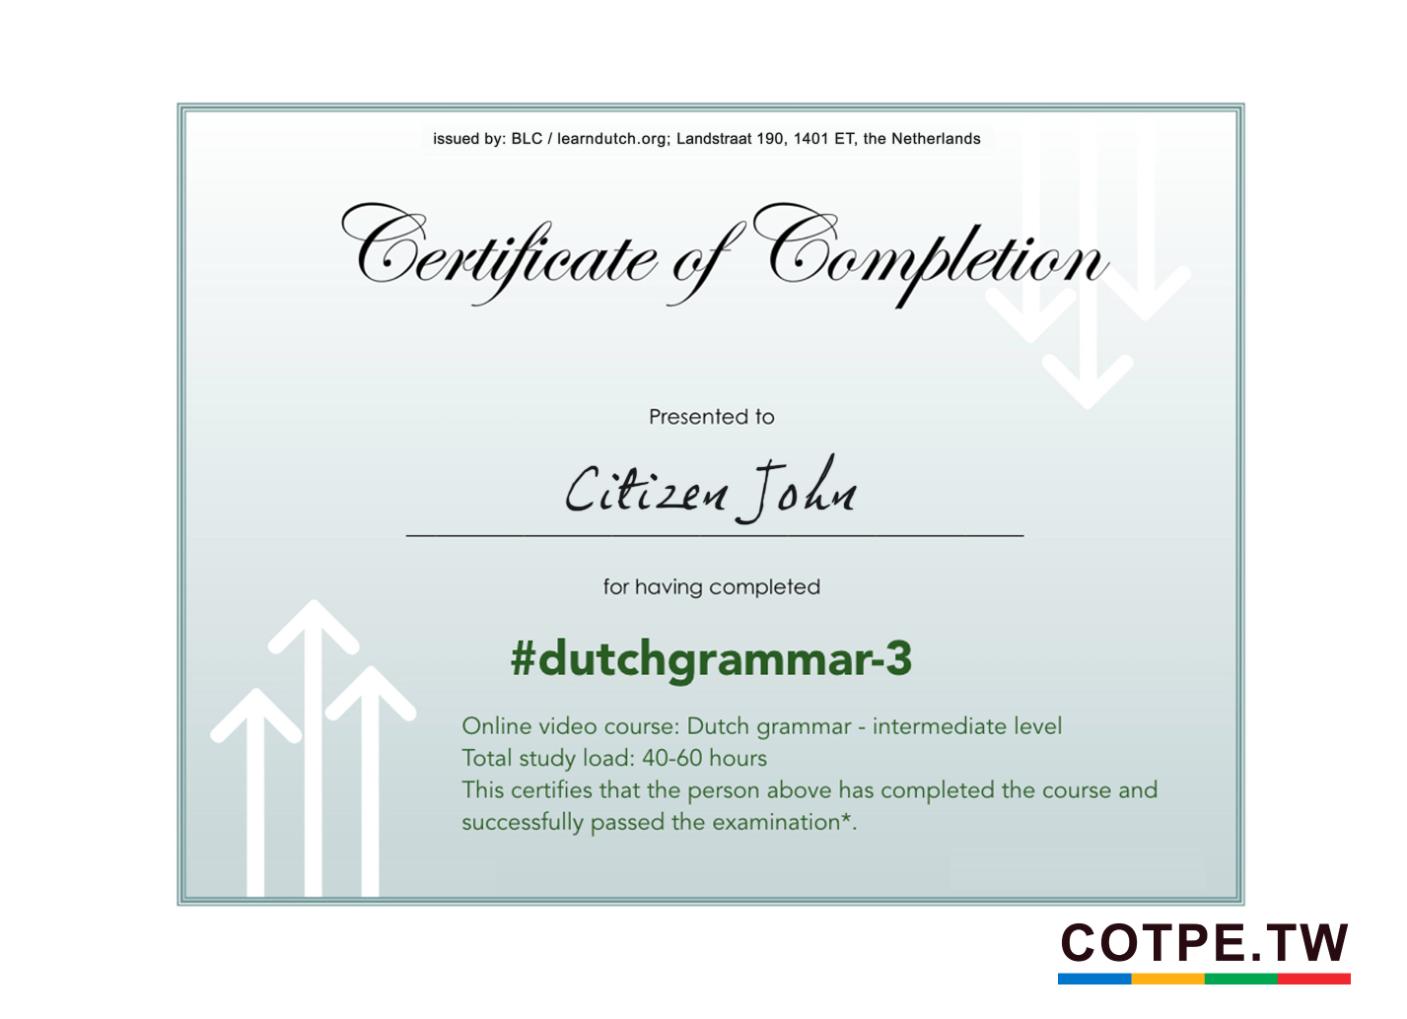 issued by: BLC / learndutch.org; Landstraat 190, 1401 ET, the Netherlands
Certificate of Completion
Presented to
Citizen John
for having completed
#dutchgrammar-3
Online video course: Dutch grammar - intermediate level
Total study load: 40-60 hours
This certifies that the person above has completed the course and
successfully passed the examination*.
COTPE.TW